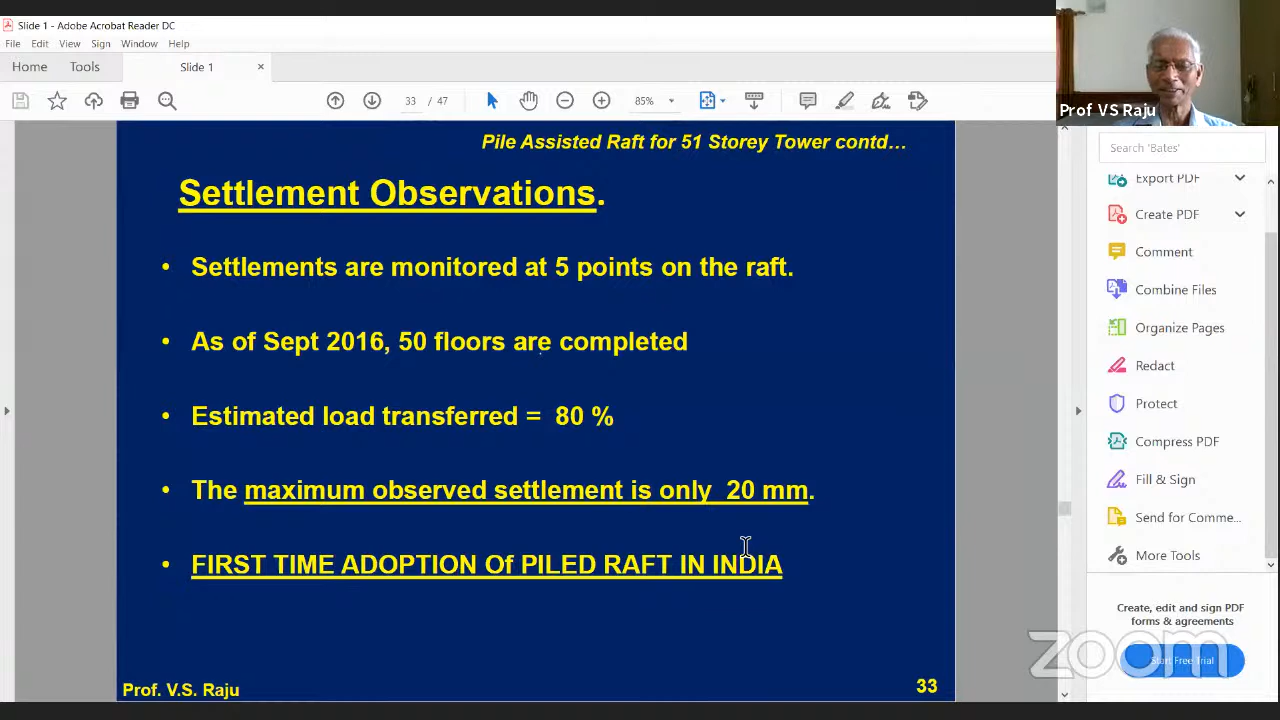 Slide 1 - Adobe Acrobat Reader DC
File Edit View Sign Window Help
Home Tools Slide 1 ×
33 / 47 85%
Prof VS Raju
Search 'Bates'
Export PDF
Create PDF
Comment
Combine Files
Organize Pages
Redact
Protect
Compress PDF
Fill & Sign
Send for Comme...
More Tools
Create, edit and sign PDF
forms & agreements
Start Free Trial
zoom
Pile Assisted Raft for 51 Storey Tower contd…
Settlement Observations.
• Settlements are monitored at 5 points on the raft.
• As of Sept 2016, 50 floors are completed
• Estimated load transferred = 80 %
• The maximum observed settlement is only 20 mm.
• FIRST TIME ADOPTION Of PILED RAFT IN INDIA
Prof. V.S. Raju 33